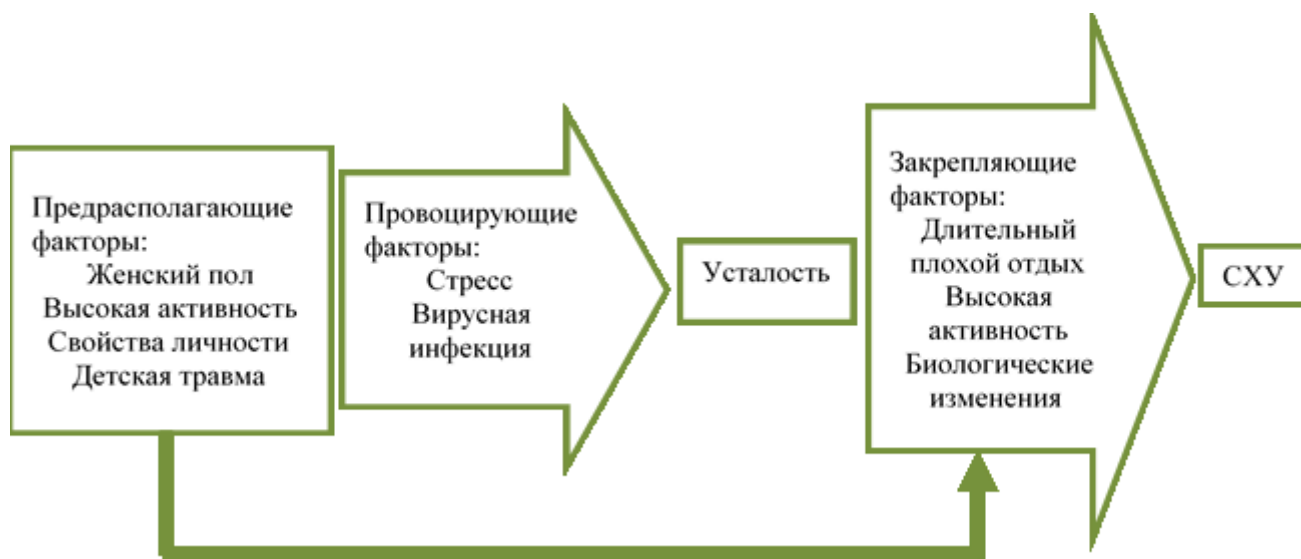 Предрасполагающие
факторы:
Женский пол
Высокая активность
Свойства личности
Детская травма
Провоцирующие
факторы:
Стресс
Вирусная
инфекция
Усталость
Закрепляющие
факторы:
Длительный
плохой отдых
Высокая
активность
Биологические
изменения
СХУ